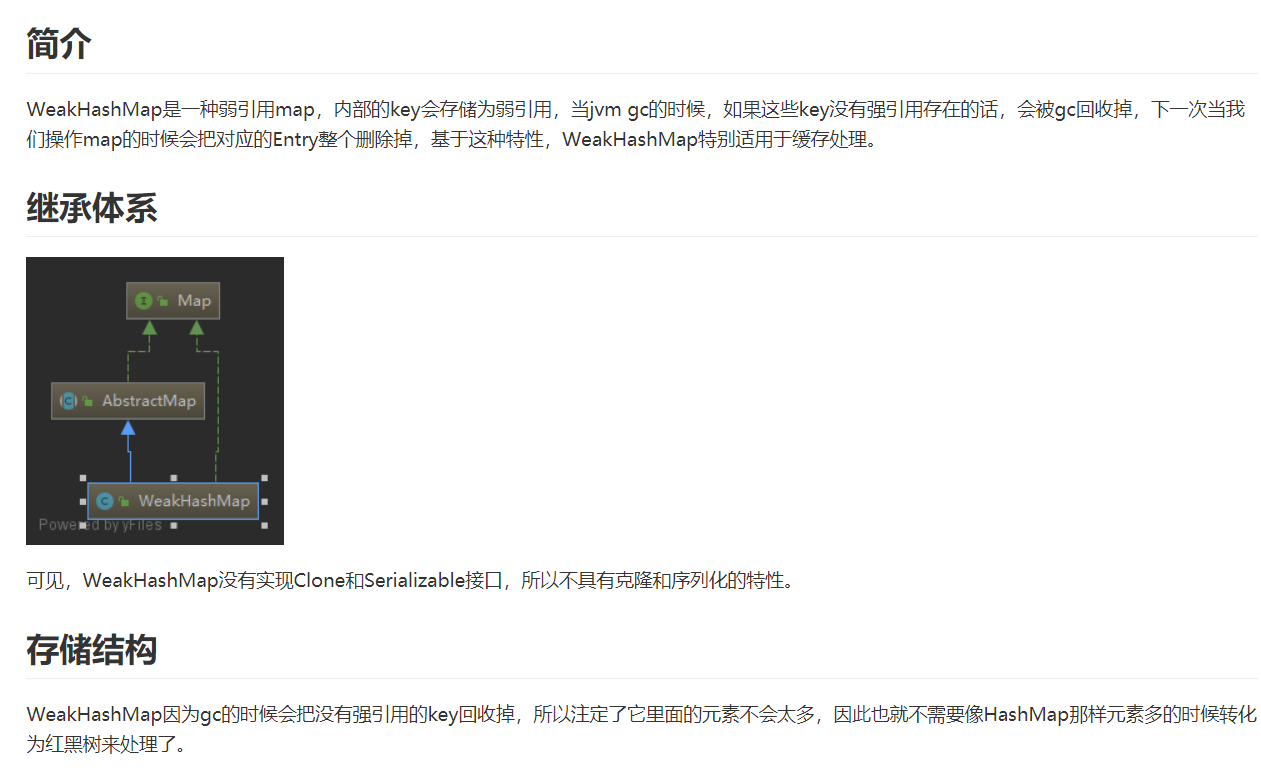 简介
WeakHashMap是一种弱引用map，内部的key会存储为弱引用，当jvm gc的时候，如果这些key没有强引用存在的话，会被gc回收掉，下一次当我
们操作map的时候会把对应的Entry整个删除掉，基于这种特性，WeakHashMap特别适用于缓存处理。
继承体系
Map
AbstractMap
WeakHashMap
Powered by yFiles
可见，WeakHashMap没有实现Clone和Serializable接口，所以不具有克隆和序列化的特性。
存储结构
WeakHashMap因为gc的时候会把没有强引用的key回收掉，所以注定了它里面的元素不会太多，因此也就不需要像HashMap那样元素多的时候转化
为红黑树来处理了。